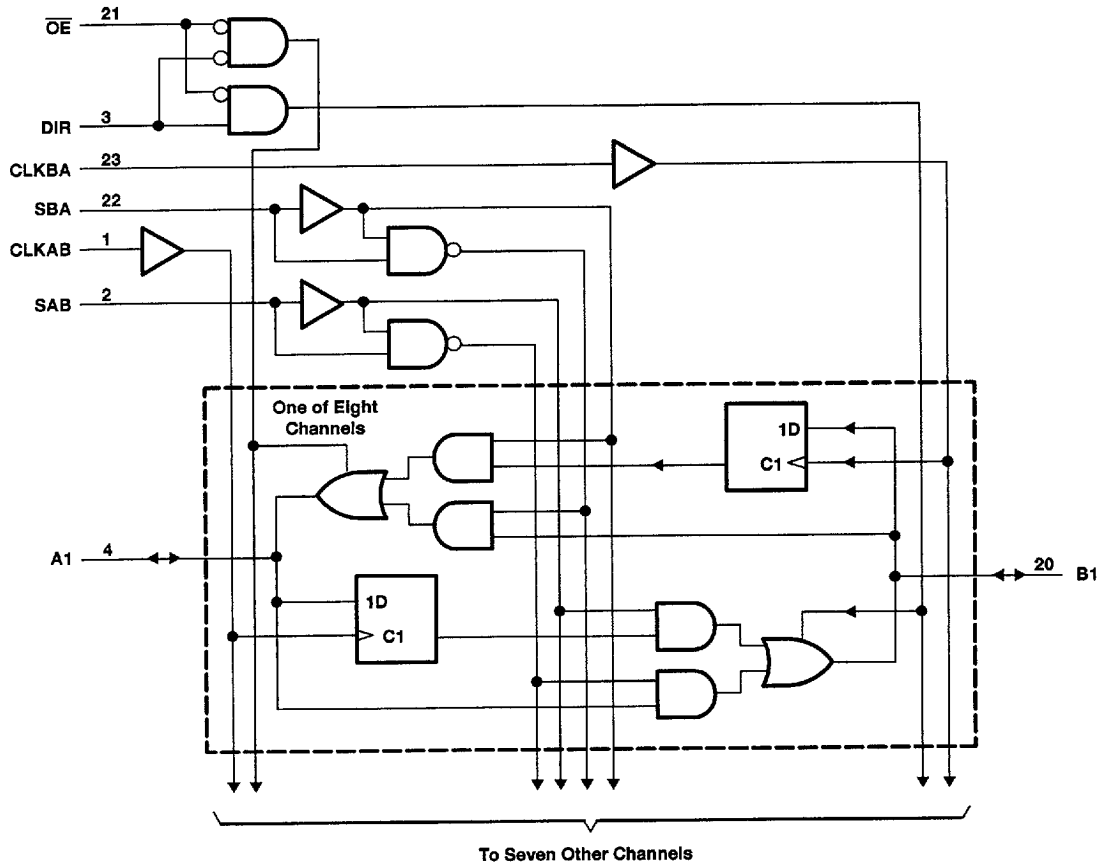 OE 21
DIR 3
CLKBA 23
SBA 22
CLKAB 1
SAB 2
One of Eight
Channels
1D
C1
A1 4
1D
C1
20 B1
To Seven Other Channels